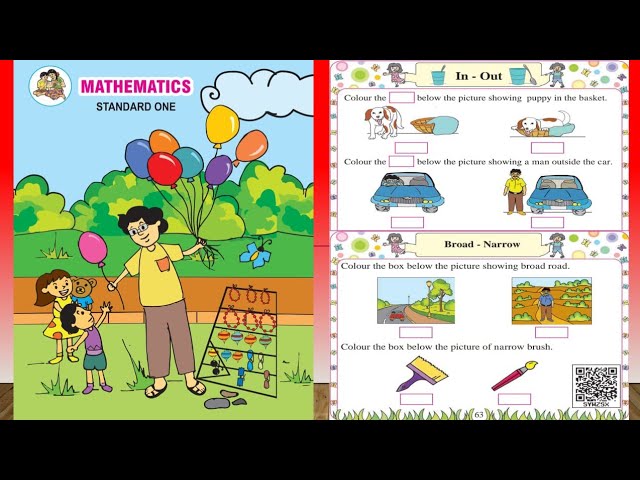 MATHEMATICS
STANDARD ONE
In - Out
Colour the below the picture showing puppy in the basket.
Colour the below the picture showing a man outside the car.
Broad - Narrow
Colour the box below the picture showing broad road.
Colour the box below the picture of narrow brush.
63